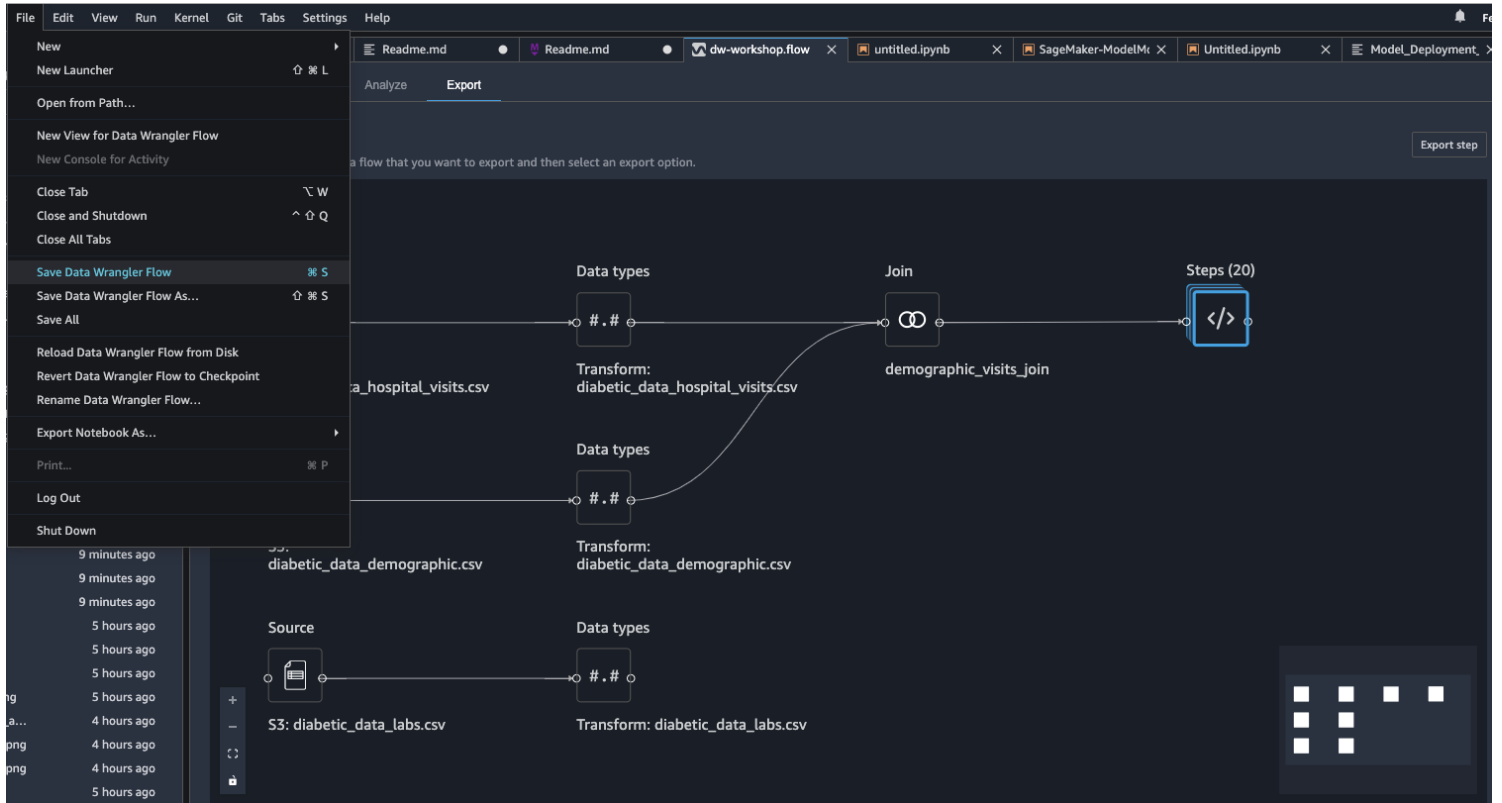 File Edit View Run Kernel Git Tabs Settings Help
Readme.md
Readme.md
dw-workshop.flow
untitled.ipynb
SageMaker-ModelMo
Untitled.ipynb
Model_Deployment_
Analyze
Export
a flow that you want to export and then select an export option.
Export step
New
New Launcher ⇧ ⌘ L
Open from Path...
New View for Data Wrangler Flow
New Console for Activity
Close Tab ⌥ W
Close and Shutdown ^ ⇧ Q
Close All Tabs
Save Data Wrangler Flow ⌘ S
Save Data Wrangler Flow As... ⇧ ⌘ S
Save All
Reload Data Wrangler Flow from Disk
Revert Data Wrangler Flow to Checkpoint
Rename Data Wrangler Flow...
Export Notebook As...
Print... ⌘ P
Log Out
Shut Down
9 minutes ago
9 minutes ago
9 minutes ago
5 hours ago
5 hours ago
5 hours ago
ng 5 hours ago
_a... 4 hours ago
png 4 hours ago
png 4 hours ago
5 hours ago
Data types
#.#
Transform:
diabetic_data_hospital_visits.csv
a_hospital_visits.csv
Join
demographic_visits_join
Steps (20)
</>
Data types
#.#
Transform:
diabetic_data_demographic.csv
diabetic_data_demographic.csv
Source
S3: diabetic_data_labs.csv
Data types
#.#
Transform: diabetic_data_labs.csv